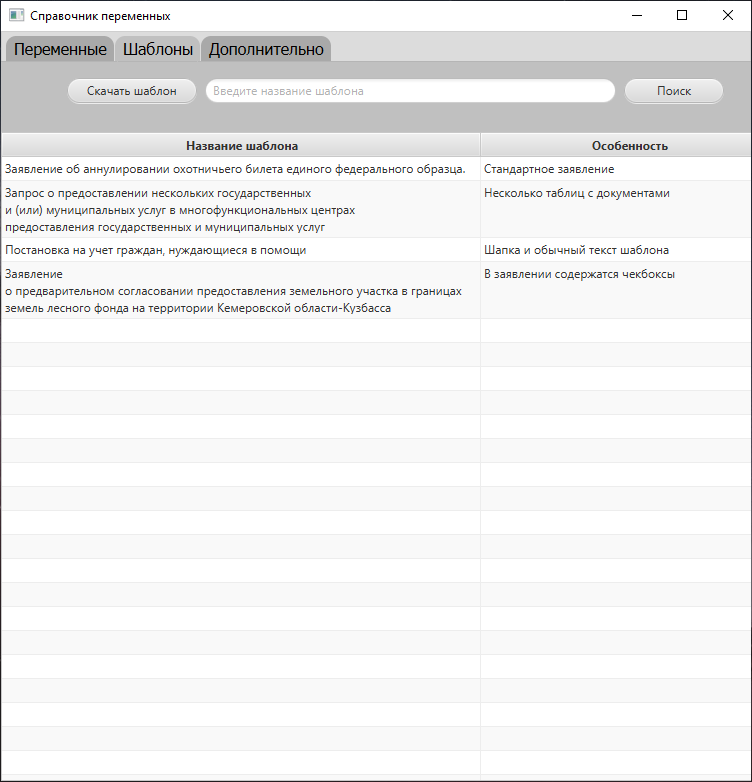 Справочник переменных
Переменные Шаблоны Дополнительно
Скачать шаблон Введите название шаблона Поиск
Название шаблона Особенность
Заявление об аннулировании охотничьего билета единого федерального образца. Стандартное заявление
Запрос о предоставлении нескольких государственных Несколько таблиц с документами
и (или) муниципальных услуг в многофункциональных центрах
предоставления государственных и муниципальных услуг
Постановка на учет граждан, нуждающиеся в помощи Шапка и обычный текст шаблона
Заявление В заявлении содержатся чекбоксы
о предварительном согласовании предоставления земельного участка в границах
земель лесного фонда на территории Кемеровской области-Кузбасса